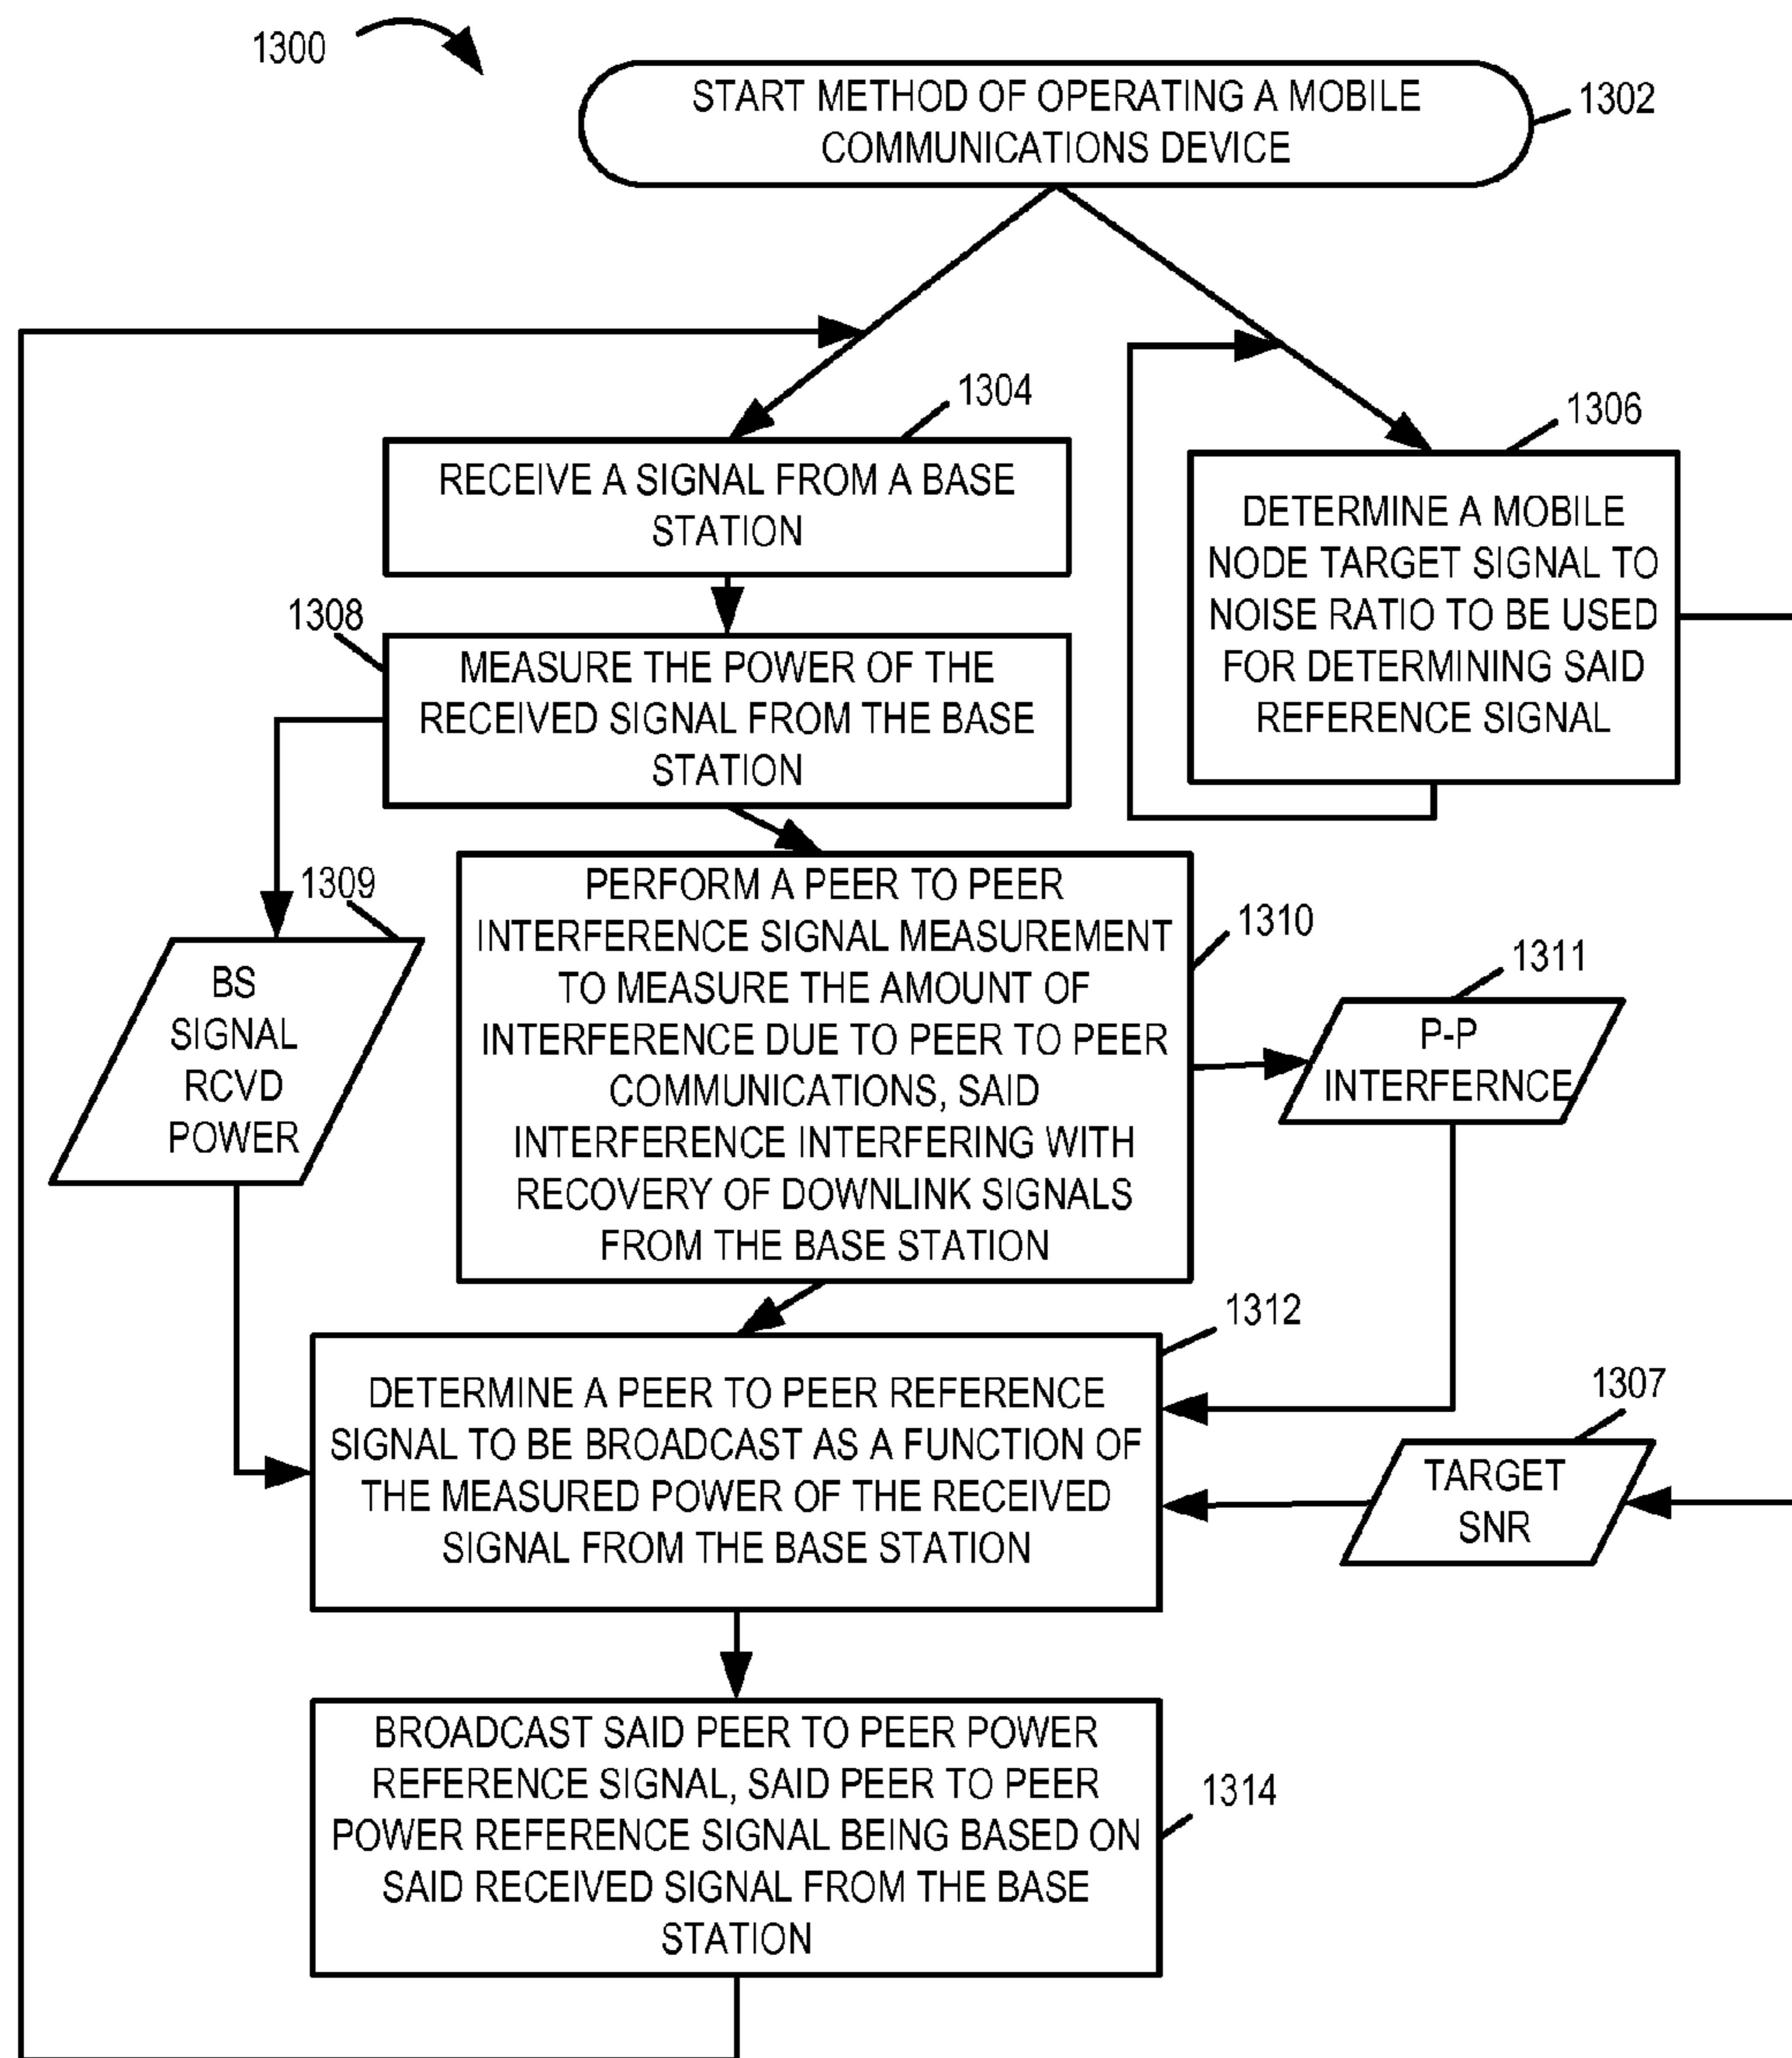 1300
START METHOD OF OPERATING A MOBILE
COMMUNICATIONS DEVICE
1302
1304
RECEIVE A SIGNAL FROM A BASE
STATION
1306
DETERMINE A MOBILE
NODE TARGET SIGNAL TO
NOISE RATIO TO BE USED
FOR DETERMINING SAID
REFERENCE SIGNAL
1308
MEASURE THE POWER OF THE
RECEIVED SIGNAL FROM THE BASE
STATION
1309
BS
SIGNAL
RCVD
POWER
PERFORM A PEER TO PEER
INTERFERENCE SIGNAL MEASUREMENT
TO MEASURE THE AMOUNT OF
INTERFERENCE DUE TO PEER TO PEER
COMMUNICATIONS, SAID
INTERFERENCE INTERFERING WITH
RECOVERY OF DOWNLINK SIGNALS
FROM THE BASE STATION
1310
1311
P-P
INTERFERNCE
1312
DETERMINE A PEER TO PEER REFERENCE
SIGNAL TO BE BROADCAST AS A FUNCTION OF
THE MEASURED POWER OF THE RECEIVED
SIGNAL FROM THE BASE STATION
1307
TARGET
SNR
BROADCAST SAID PEER TO PEER POWER
REFERENCE SIGNAL, SAID PEER TO PEER
POWER REFERENCE SIGNAL BEING BASED ON
SAID RECEIVED SIGNAL FROM THE BASE
STATION
1314